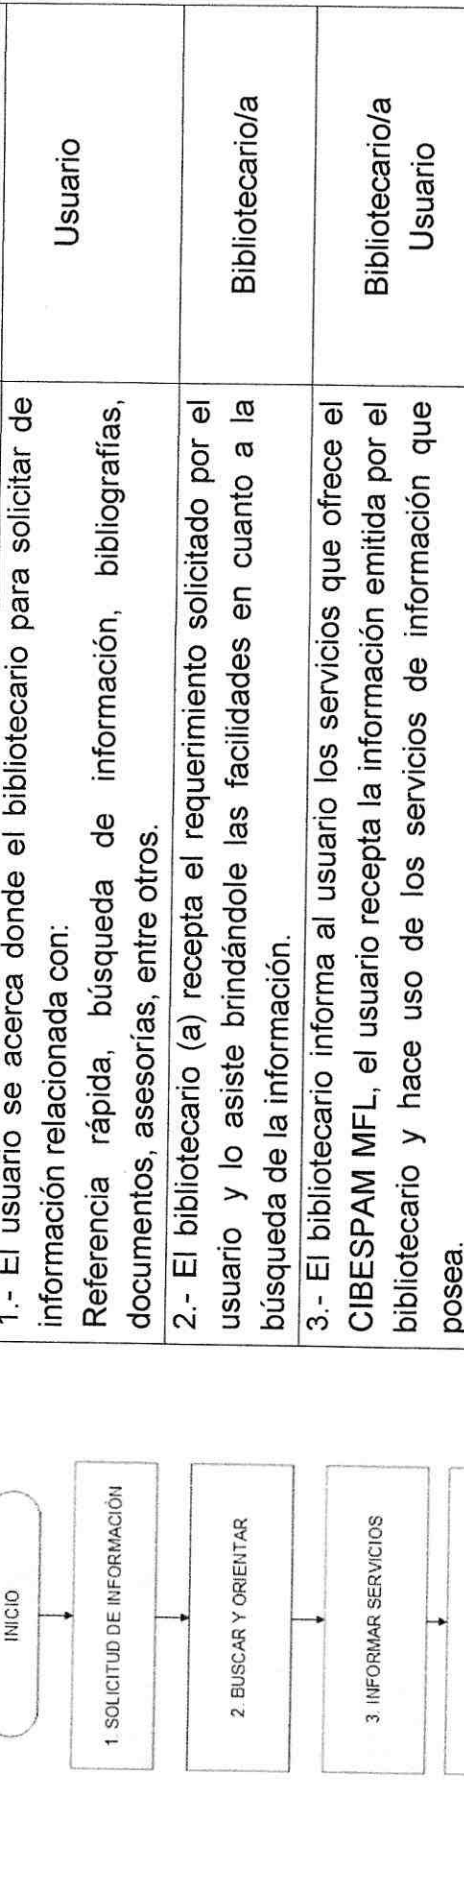 INICIO
1. SOLICITUD DE INFORMACIÓN
2. BUSCAR Y ORIENTAR
3. INFORMAR SERVICIOS
1.- El usuario se acerca donde el bibliotecario para solicitar de
información relacionada con:
Referencia rápida, búsqueda de información, bibliografías,
documentos, asesorías, entre otros.
Usuario
2.- El bibliotecario (a) recepta el requerimiento solicitado por el
usuario y lo asiste brindándole las facilidades en cuanto a la
búsqueda de la información.
Bibliotecario/a
3.- El bibliotecario informa al usuario los servicios que ofrece el
CIBESPAM MFL, el usuario recepta la información emitida por el
bibliotecario y hace uso de los servicios de información que
posea.
Bibliotecario/a
Usuario